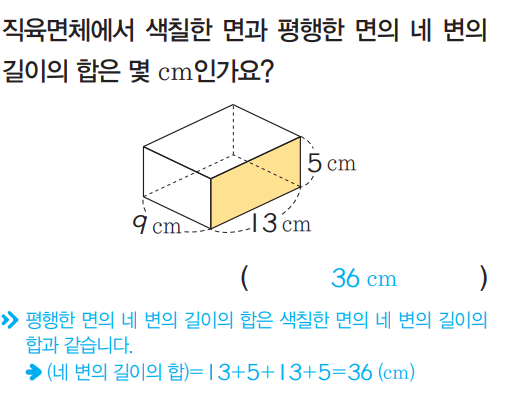 직육면체에서 색칠한 면과 평행한 면의 네 변의
길이의 합은 몇 cm인가요?
5 cm
9 cm
13 cm
( 36 cm )
» 평행한 면의 네 변의 길이의 합은 색칠한 면의 네 변의 길이의
합과 같습니다.
➔ (네 변의 길이의 합)=13+5+13+5=36 (cm)